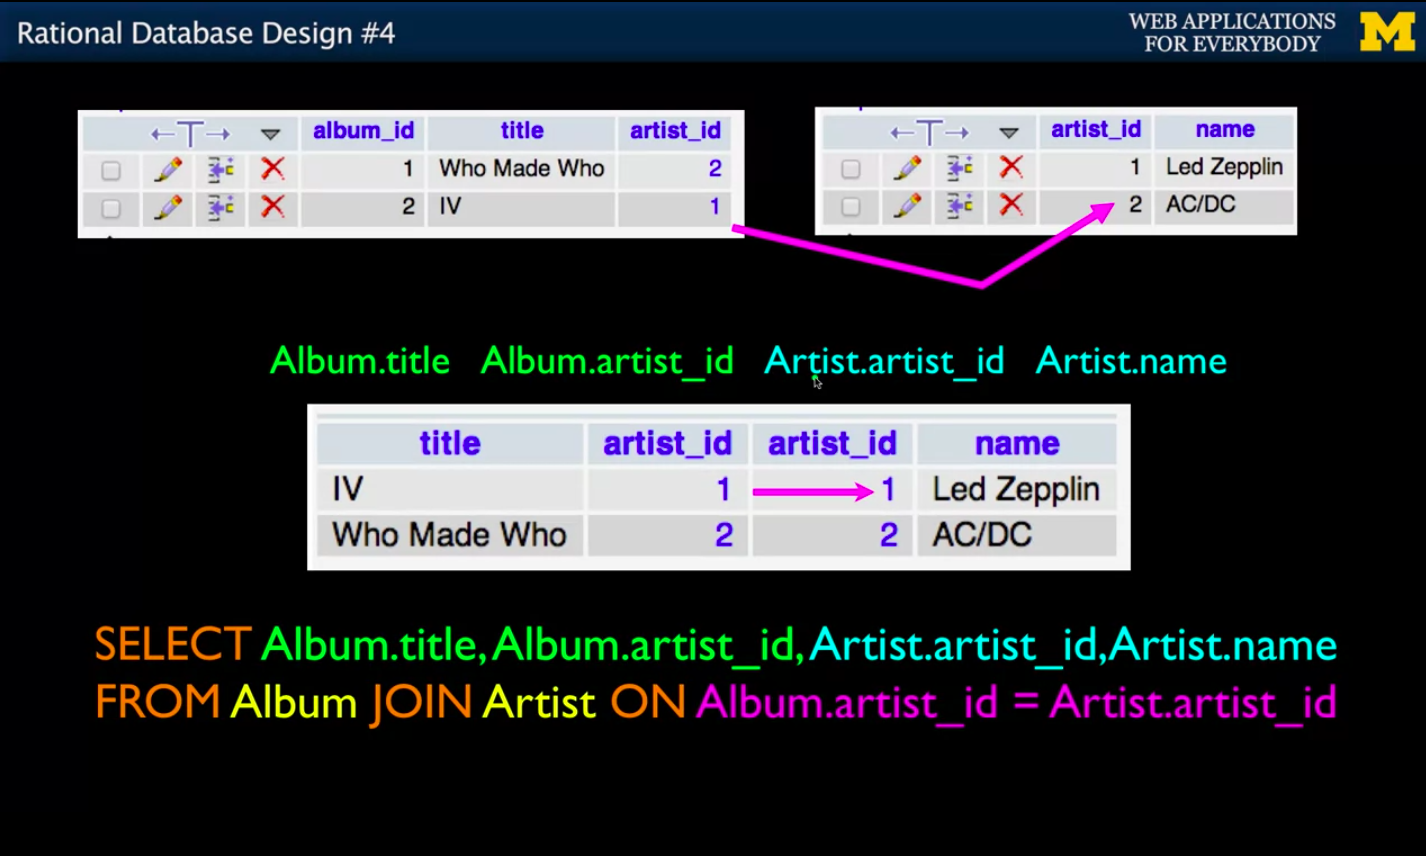 Rational Database Design #4
WEB APPLICATIONS
FOR EVERYBODY
M
←T→ album_id title artist_id
1 Who Made Who 2
2 IV 1
←T→ artist_id name
1 Led Zepplin
2 AC/DC
Album.title Album.artist_id Artist.artist_id Artist.name
title artist_id artist_id name
IV 1 1 Led Zepplin
Who Made Who 2 2 AC/DC
SELECT Album.title, Album.artist_id, Artist.artist_id,Artist.name
FROM Album JOIN Artist ON Album.artist_id = Artist.artist_id